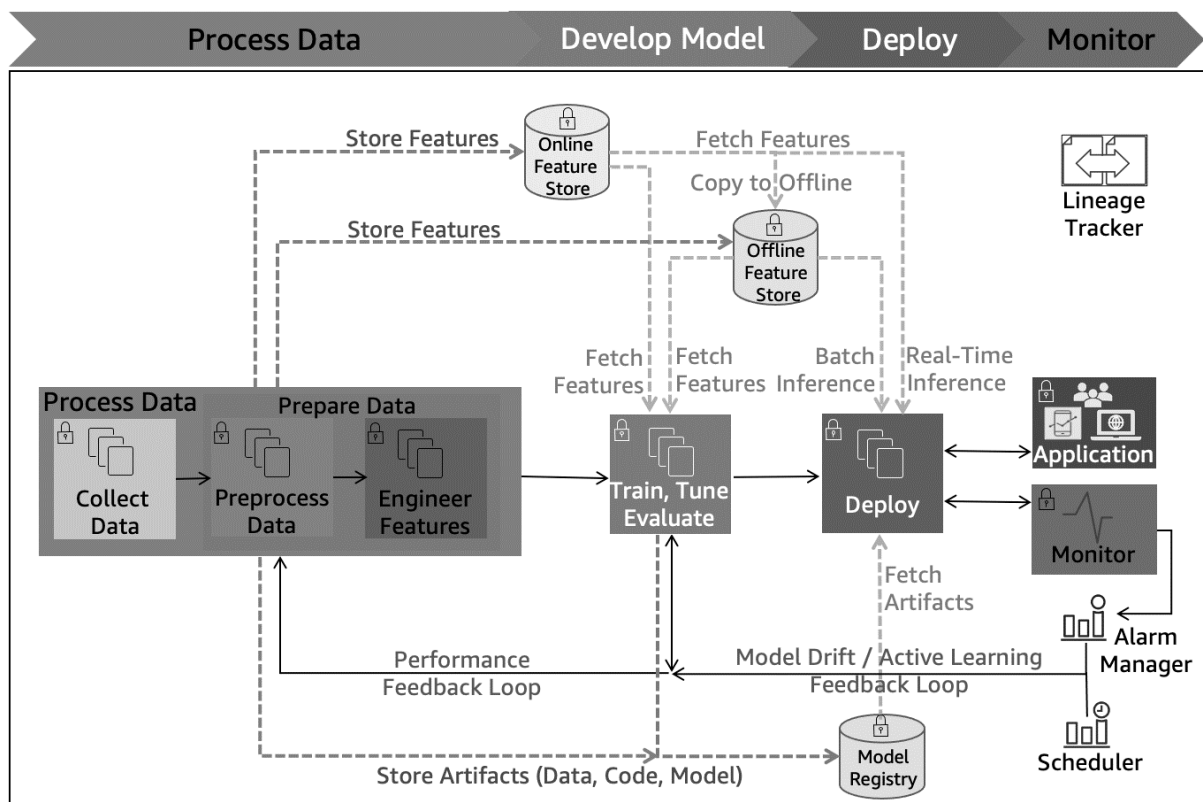 Process Data
Develop Model
Deploy
Monitor
Store Features
Online
Feature
Store
Fetch Features
Copy to Offline
Lineage
Tracker
Store Features
Offline
Feature
Store
Fetch
Features
Fetch
Features
Batch
Inference
Real-Time
Inference
Process Data
Prepare Data
Collect
Data
Preprocess
Data
Engineer
Features
Train, Tune
Evaluate
Deploy
Application
Monitor
Fetch
Artifacts
Alarm
Manager
Performance
Feedback Loop
Model Drift / Active Learning
Feedback Loop
Scheduler
Model
Registry
Store Artifacts (Data, Code, Model)